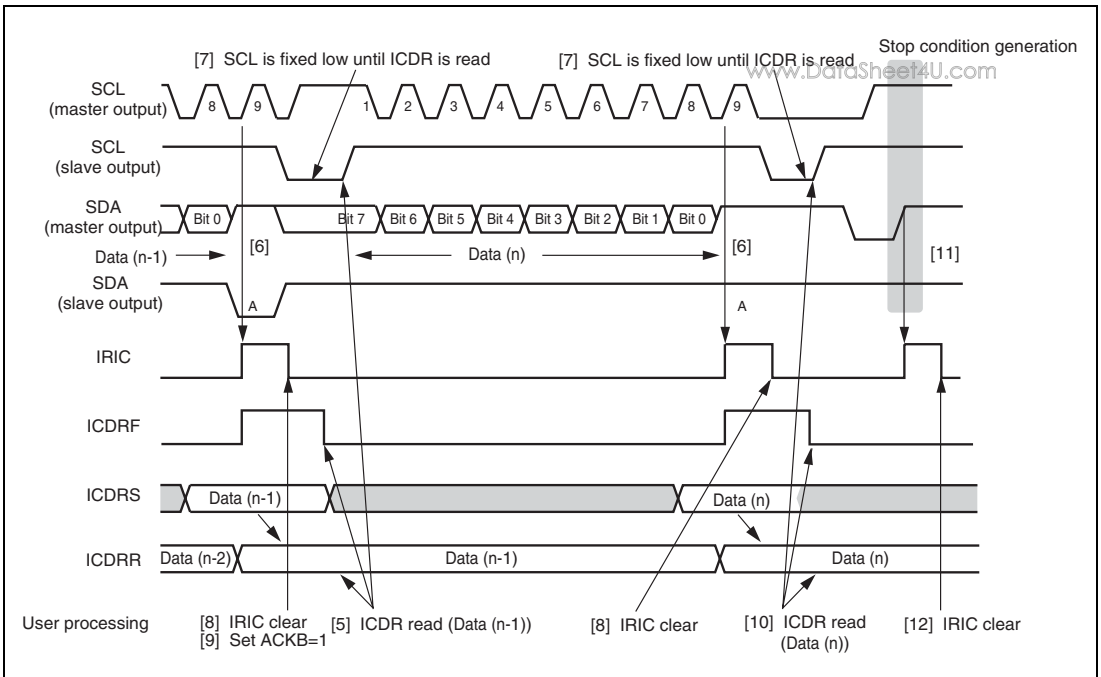 Stop condition generation
[7] SCL is fixed low until ICDR is read
[7] SCL is fixed low until ICDR is read
www.DataSheet4U.com
SCL
(master output)
8 9 1 2 3 4 5 6 7 8 9
SCL
(slave output)
SDA
(master output)
Bit 0 Bit 7 Bit 6 Bit 5 Bit 4 Bit 3 Bit 2 Bit 1 Bit 0
Data (n-1) [6] Data (n) [6] [11]
SDA
(slave output)
A A
IRIC
ICDRF
ICDRS Data (n-1) Data (n)
ICDRR Data (n-2) Data (n-1) Data (n)
User processing
[8] IRIC clear
[9] Set ACKB=1
[5] ICDR read (Data (n-1))
[8] IRIC clear
[10] ICDR read
(Data (n))
[12] IRIC clear